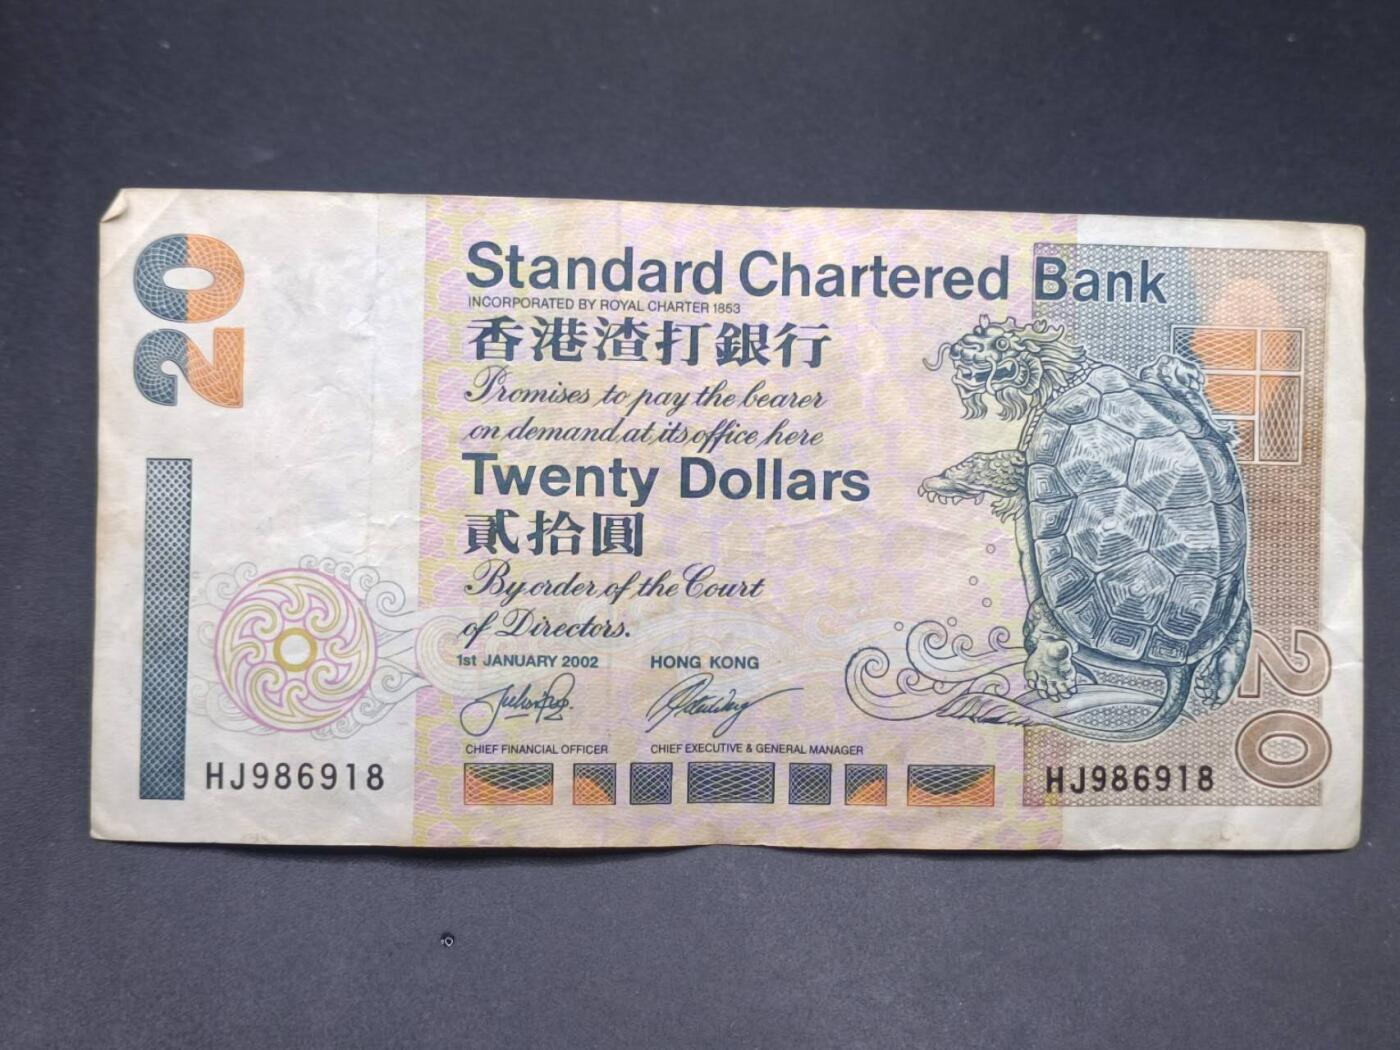 20
Standard Chartered Bank
INCORPORATED BY ROYAL CHARTER 1853
香港渣打銀行
Promises to pay the bearer
on demand at its office here
Twenty Dollars
貳拾圓
By order of the Court
of Directors.
1st JANUARY 2002 HONG KONG
CHIEF FINANCIAL OFFICER CHIEF EXECUTIVE & GENERAL MANAGER
HJ986918 HJ986918
20